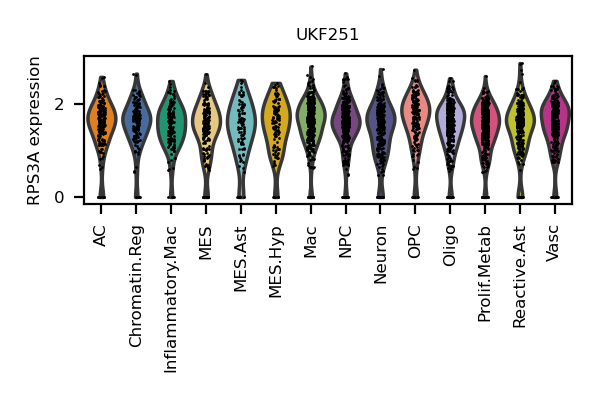 UKF251
RPS3A expression
2
0
AC
Chromatin.Reg
Inflammatory.Mac
MES
MES.Ast
MES.Hyp
Mac
NPC
Neuron
OPC
Oligo
Prolif.Metab
Reactive.Ast
Vasc